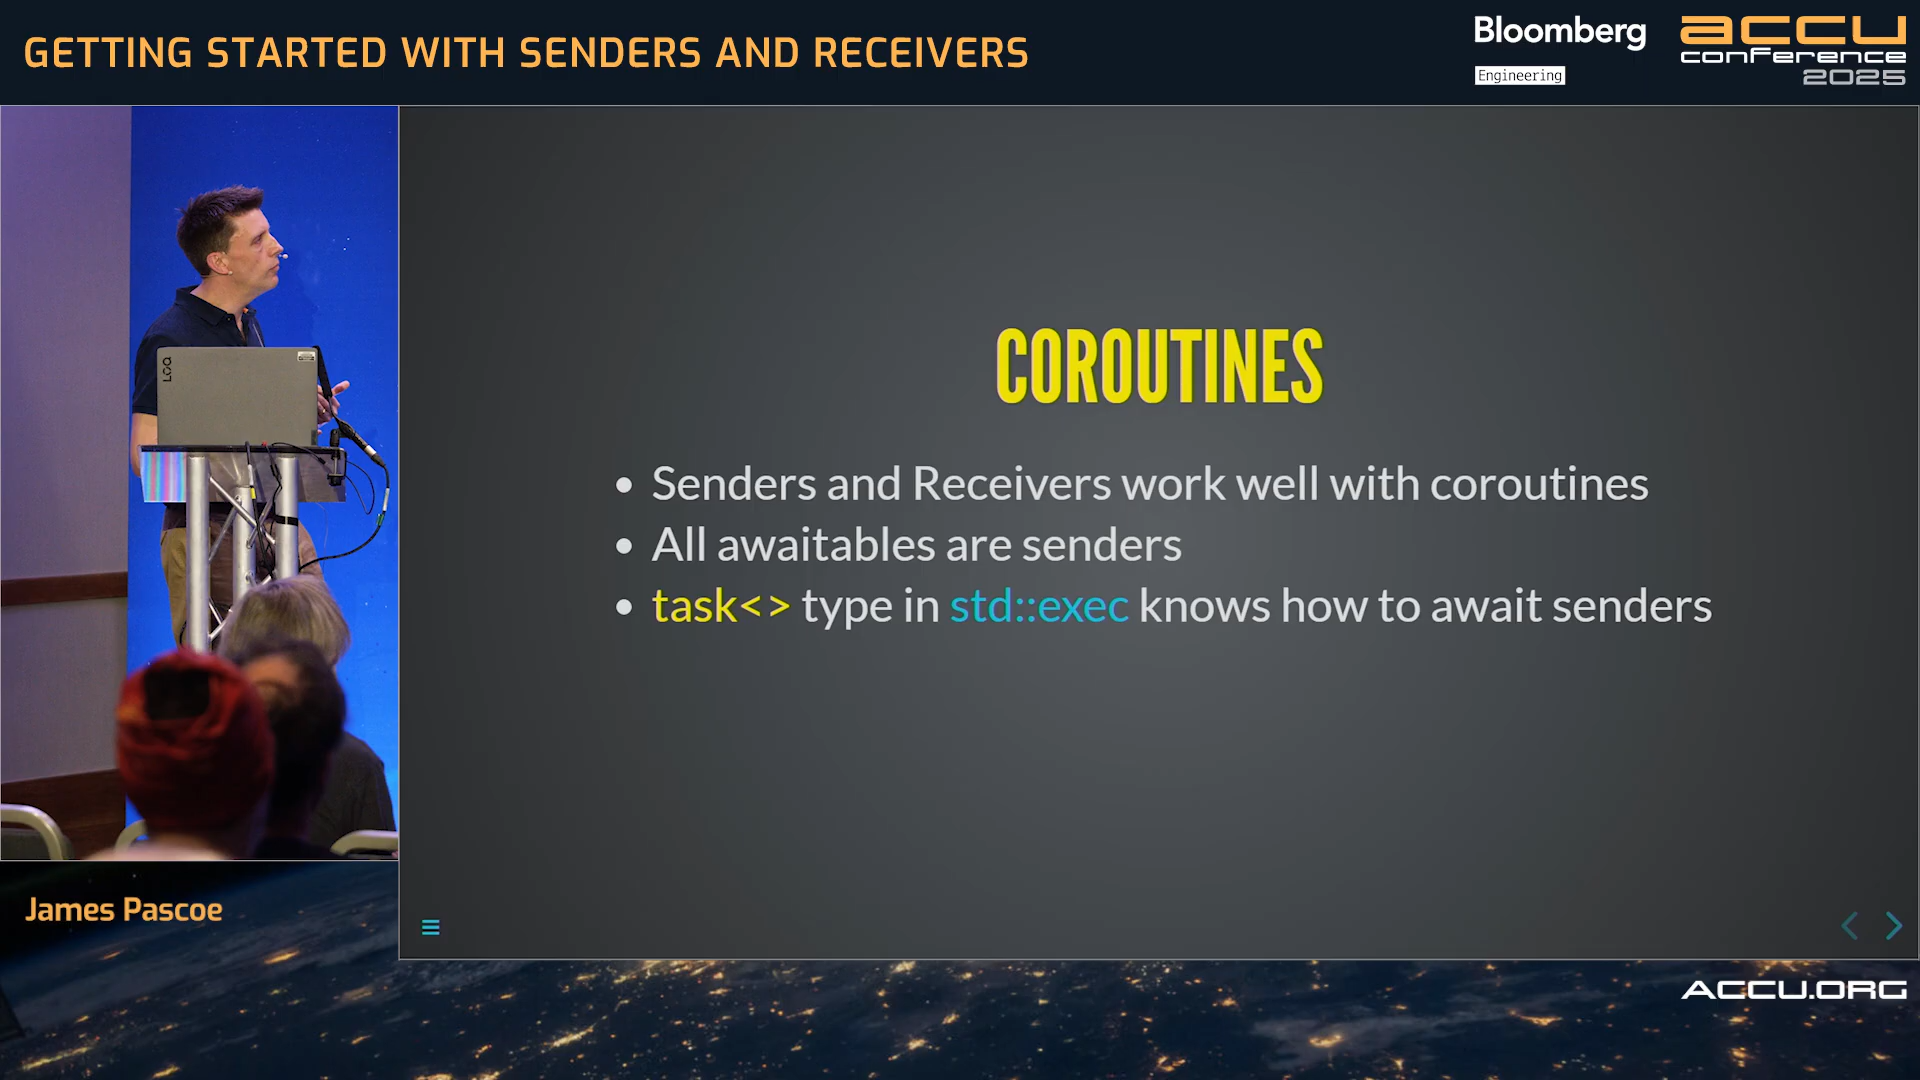 GETTING STARTED WITH SENDERS AND RECEIVERS
Bloomberg
Engineering
accu
conference
2025
LOQ
COROUTINES
• Senders and Receivers work well with coroutines
• All awaitables are senders
• task<> type in std::exec knows how to await senders
James Pascoe
ACCU.ORG